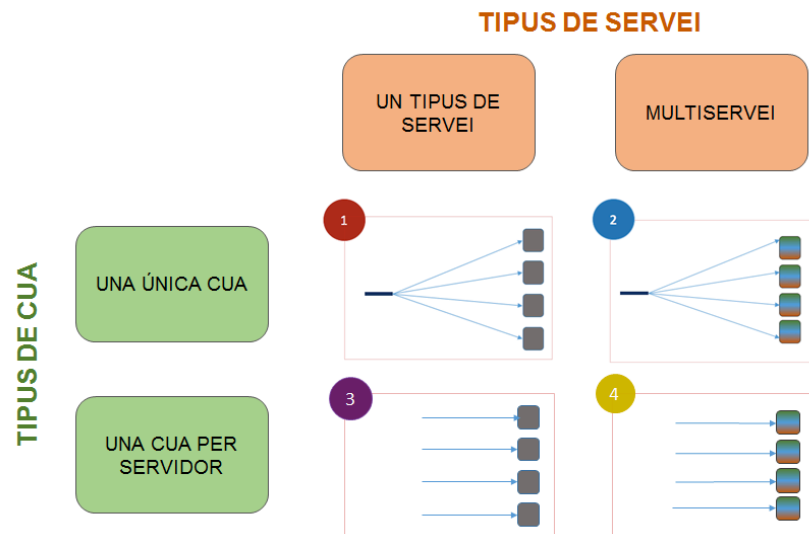 TIPUS DE SERVEI
UN TIPUS DE
SERVEI
MULTISERVEI
TIPUS DE CUA
UNA ÚNICA CUA
1
2
UNA CUA PER
SERVIDOR
3
4